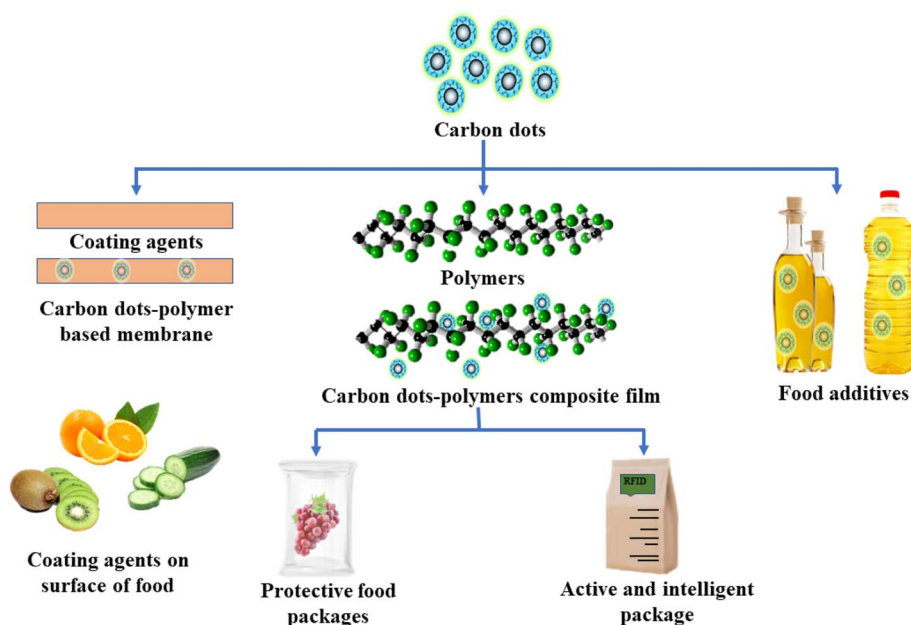 Carbon dots
Coating agents
Carbon dots-polymer
based membrane
Polymers
Carbon dots-polymers composite film
Food additives
Coating agents on
surface of food
Protective food
packages
RFID
Active and intelligent
package